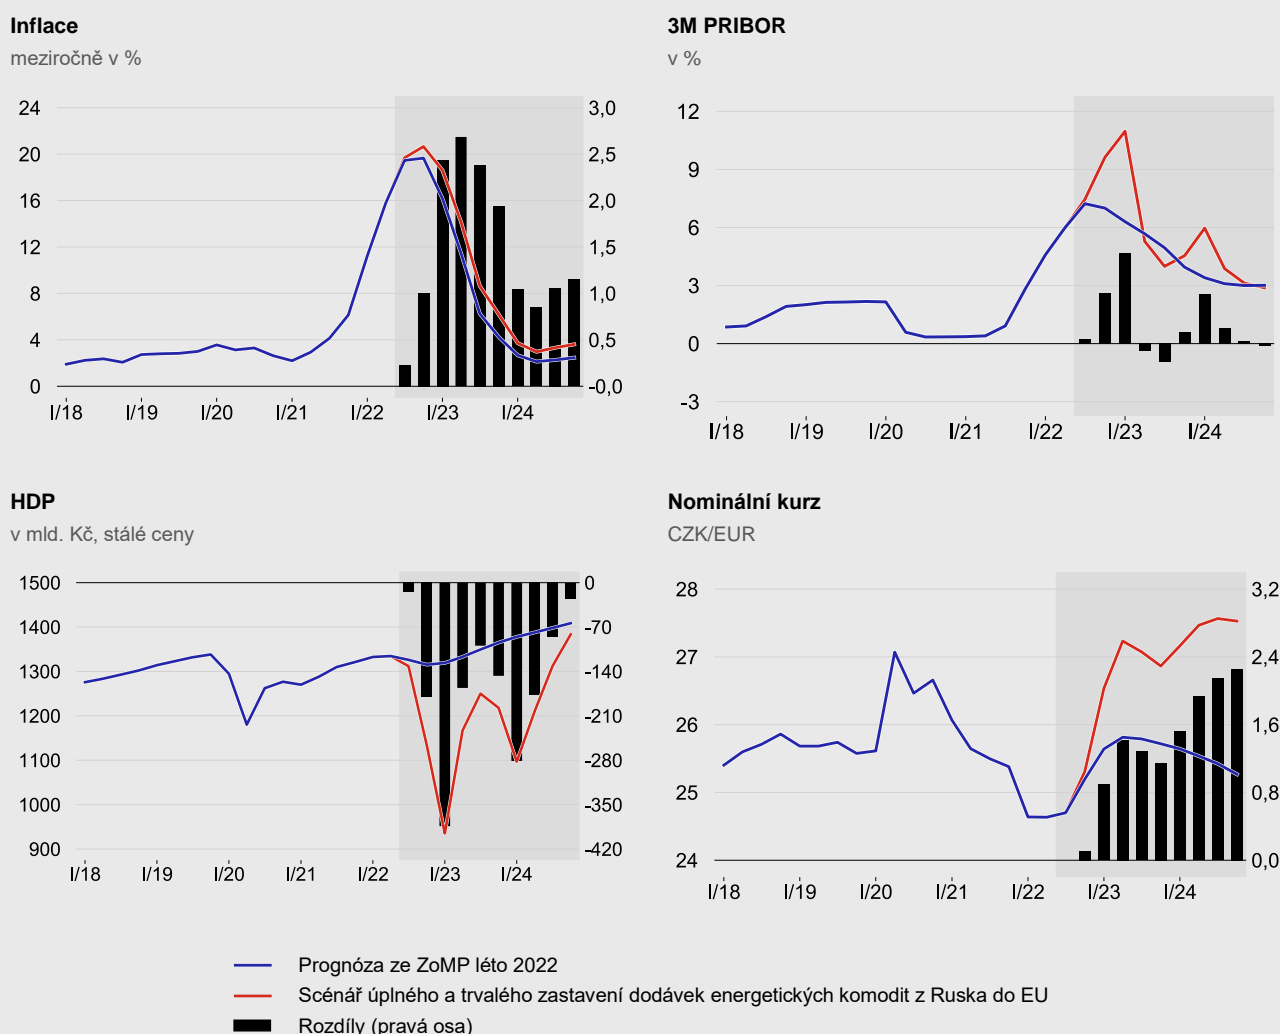 Inflace
meziročně v %
24
20
16
12
8
4
0
3,0
2,5
2,0
1,5
1,0
0,5
-0,0
I/18 I/19 I/20 I/21 I/22 I/23 I/24
3M PRIBOR
v %
12
9
6
3
0
-3
I/18 I/19 I/20 I/21 I/22 I/23 I/24
HDP
v mld. Kč, stálé ceny
1500
1400
1300
1200
1100
1000
900
0
-70
-140
-210
-280
-350
-420
I/18 I/19 I/20 I/21 I/22 I/23 I/24
Nominální kurz
CZK/EUR
28
27
26
25
24
3,2
2,4
1,6
0,8
0,0
I/18 I/19 I/20 I/21 I/22 I/23 I/24
Prognóza ze ZoMP léto 2022
Scénář úplného a trvalého zastavení dodávek energetických komodit z Ruska do EU
Rozdíly (pravá osa)